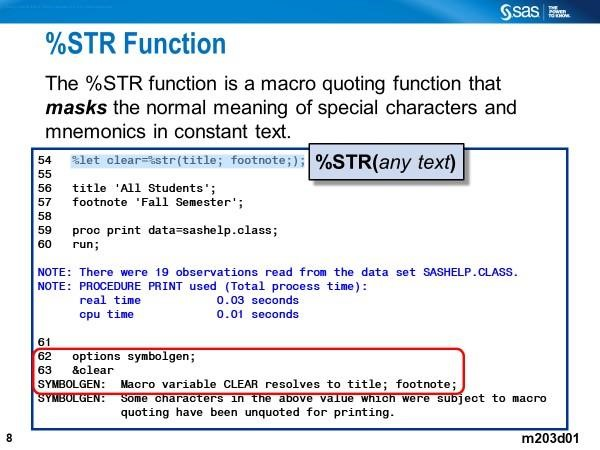 sas THE POWER TO KNOW.
%STR Function
The %STR function is a macro quoting function that
masks the normal meaning of special characters and
mnemonics in constant text.
54 %let clear=%str(title; footnote;);
%STR(any text)
55
56 title 'All Students';
57 footnote 'Fall Semester';
58
59 proc print data=sashelp.class;
60 run;
NOTE: There were 19 observations read from the data set SASHELP.CLASS.
NOTE: PROCEDURE PRINT used (Total process time):
real time 0.03 seconds
cpu time 0.01 seconds
61
62 options symbolgen;
63 &clear
SYMBOLGEN: Macro variable CLEAR resolves to title; footnote;
SYMBOLGEN: Some characters in the above value which were subject to macro
quoting have been unquoted for printing.
8
m203d01